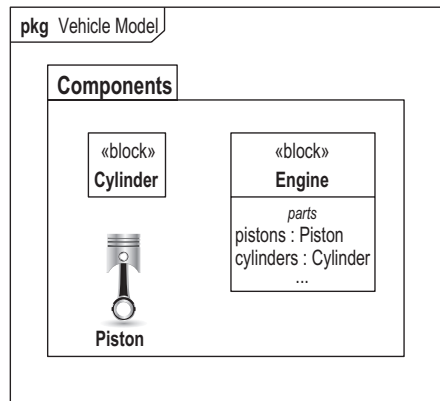 pkg Vehicle Model
Components
«block»
Cylinder
«block»
Engine
parts
pistons : Piston
cylinders : Cylinder
...
Piston